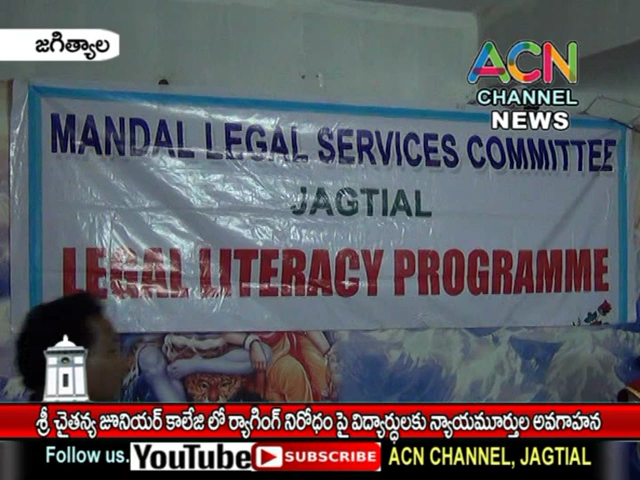 జగిత్యాల
ACN
CHANNEL
NEWS
MANDAL LEGAL SERVICES COMMITTEE
JAGTIAL
LEGAL LITERACY PROGRAMME
శ్రీ చైతన్య జూనియర్ కాలేజి లో ర్యాగింగ్ నిరోధం పై విద్యార్ధులకు న్యాయమూర్తుల అవగాహన
Follow us. YouTube SUBSCRIBE ACN CHANNEL, JAGTIAL